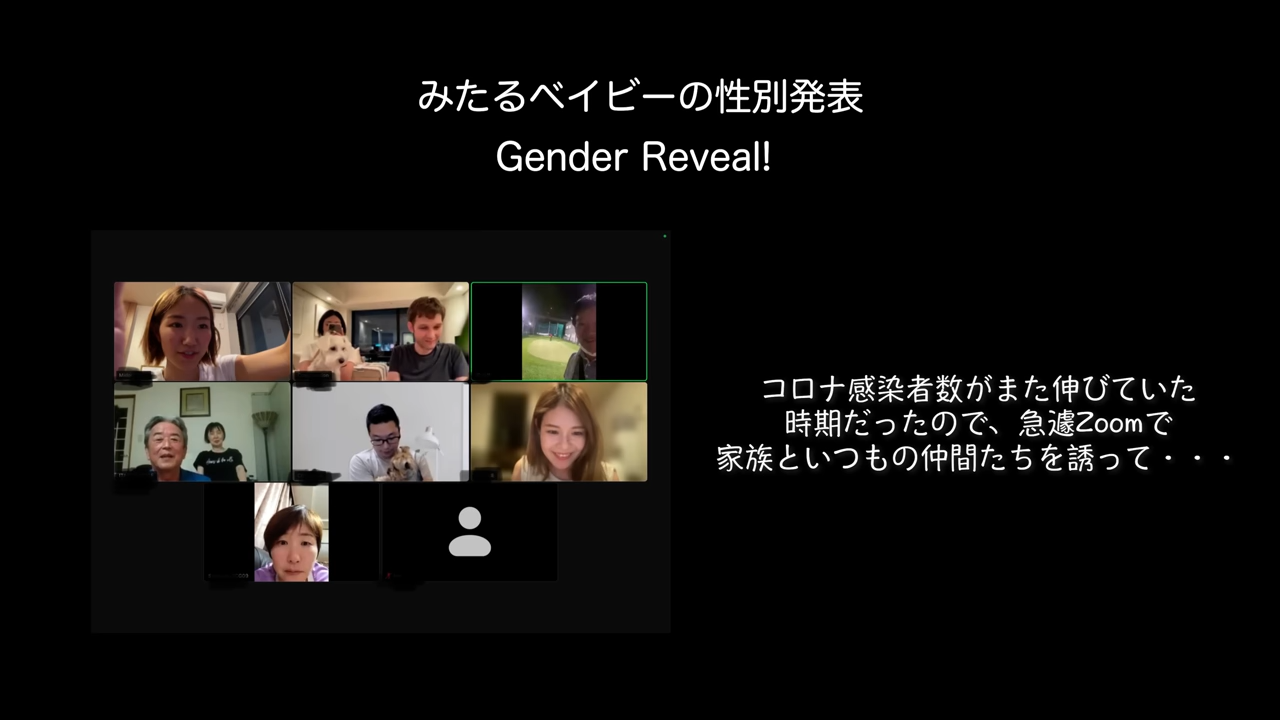 みたるベイビーの性別発表
Gender Reveal!
コロナ感染者数がまた伸びていた
時期だったので、急遽Zoomで
家族といつもの仲間たちを誘って・・・